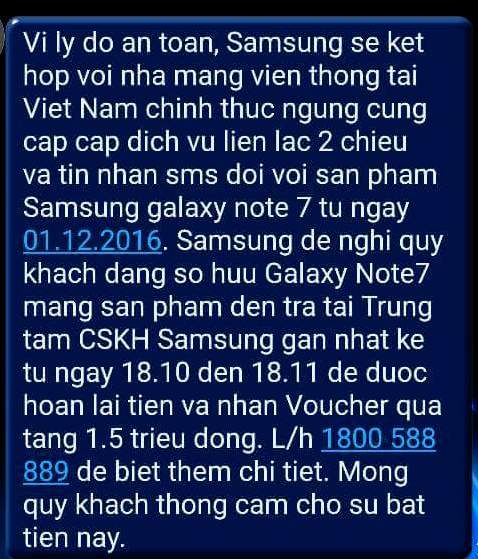 Vi ly do an toan, Samsung se ket
hop voi nha mang vien thong tai
Viet Nam chinh thuc ngung cung
cap cap dich vu lien lac 2 chieu
va tin nhan sms doi voi san pham
Samsung galaxy note 7 tu ngay
01.12.2016. Samsung de nghi quy
khach dang so huu Galaxy Note7
mang san pham den tra tai Trung
tam CSKH Samsung gan nhat ke
tu ngay 18.10 den 18.11 de duoc
hoan lai tien va nhan Voucher qua
tang 1.5 trieu dong. L/h 1800 588
889 de biet them chi tiet. Mong
quy khach thong cam cho su bat
tien nay.